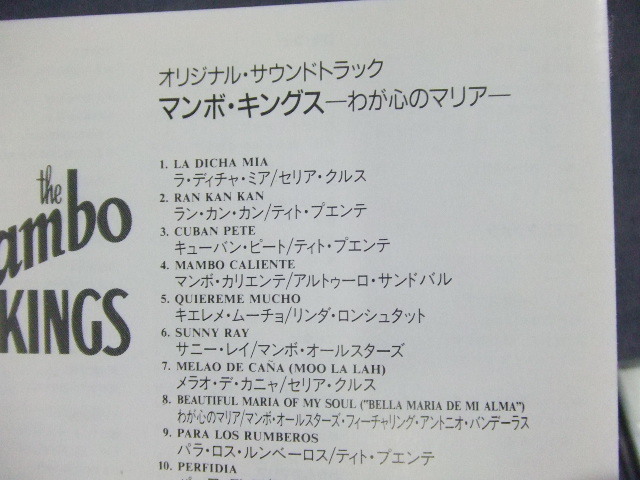 オリジナル・サウンドトラック
マンボ・キングス—わが心のマリア—
the
ambo
KINGS
1. LA DICHA MIA
ラ・ディチャ・ミア/セリア・クルス
2. RAN KAN KAN
ラン・カン・カン/ティト・プエンテ
3. CUBAN PETE
キューバン・ピート/ティト・プエンテ
4. MAMBO CALIENTE
マンボ・カリエンテ/アルトゥーロ・サンドバル
5. QUIEREME MUCHO
キエレメ・ムーチョ/リンダ・ロンシュタット
6. SUNNY RAY
サニー・レイ/マンボ・オールスターズ
7. MELAO DE CAÑA (MOO LA LAH)
メラオ・デ・カニャ/セリア・クルス
8. BEAUTIFUL MARIA OF MY SOUL ("BELLA MARIA DE MI ALMA")
わが心のマリア/マンボ・オールスターズ・フィーチャリング・アントニオ・バンデーラス
9. PARA LOS RUMBEROS
パラ・ロス・ルンベーロス/ティト・プエンテ
10. PERFIDIA